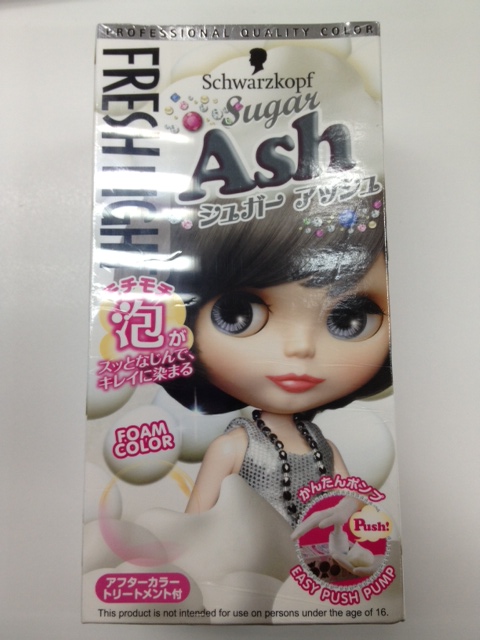 PROFESSIONAL QUALITY COLOR
FRESH LIGHT
Schwarzkopf
Sugar
Ash
シュガー アッシュ
モチモチ
泡が
スッとなじんで、
キレイに染まる
FOAM
COLOR
かんたんポンプ
Push!
EASY PUSH PUMP
アフターカラー
トリートメント付
This product is not intended for use on persons under the age of 16.